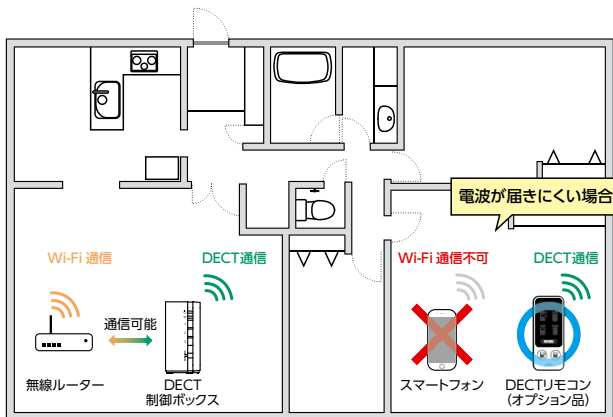 電波が届きにくい場合
Wi-Fi 通信
DECT通信
Wi-Fi 通信不可
DECT通信
通信可能
無線ルーター
DECT
制御ボックス
スマートフォン
DECTリモコン
(オプション品)